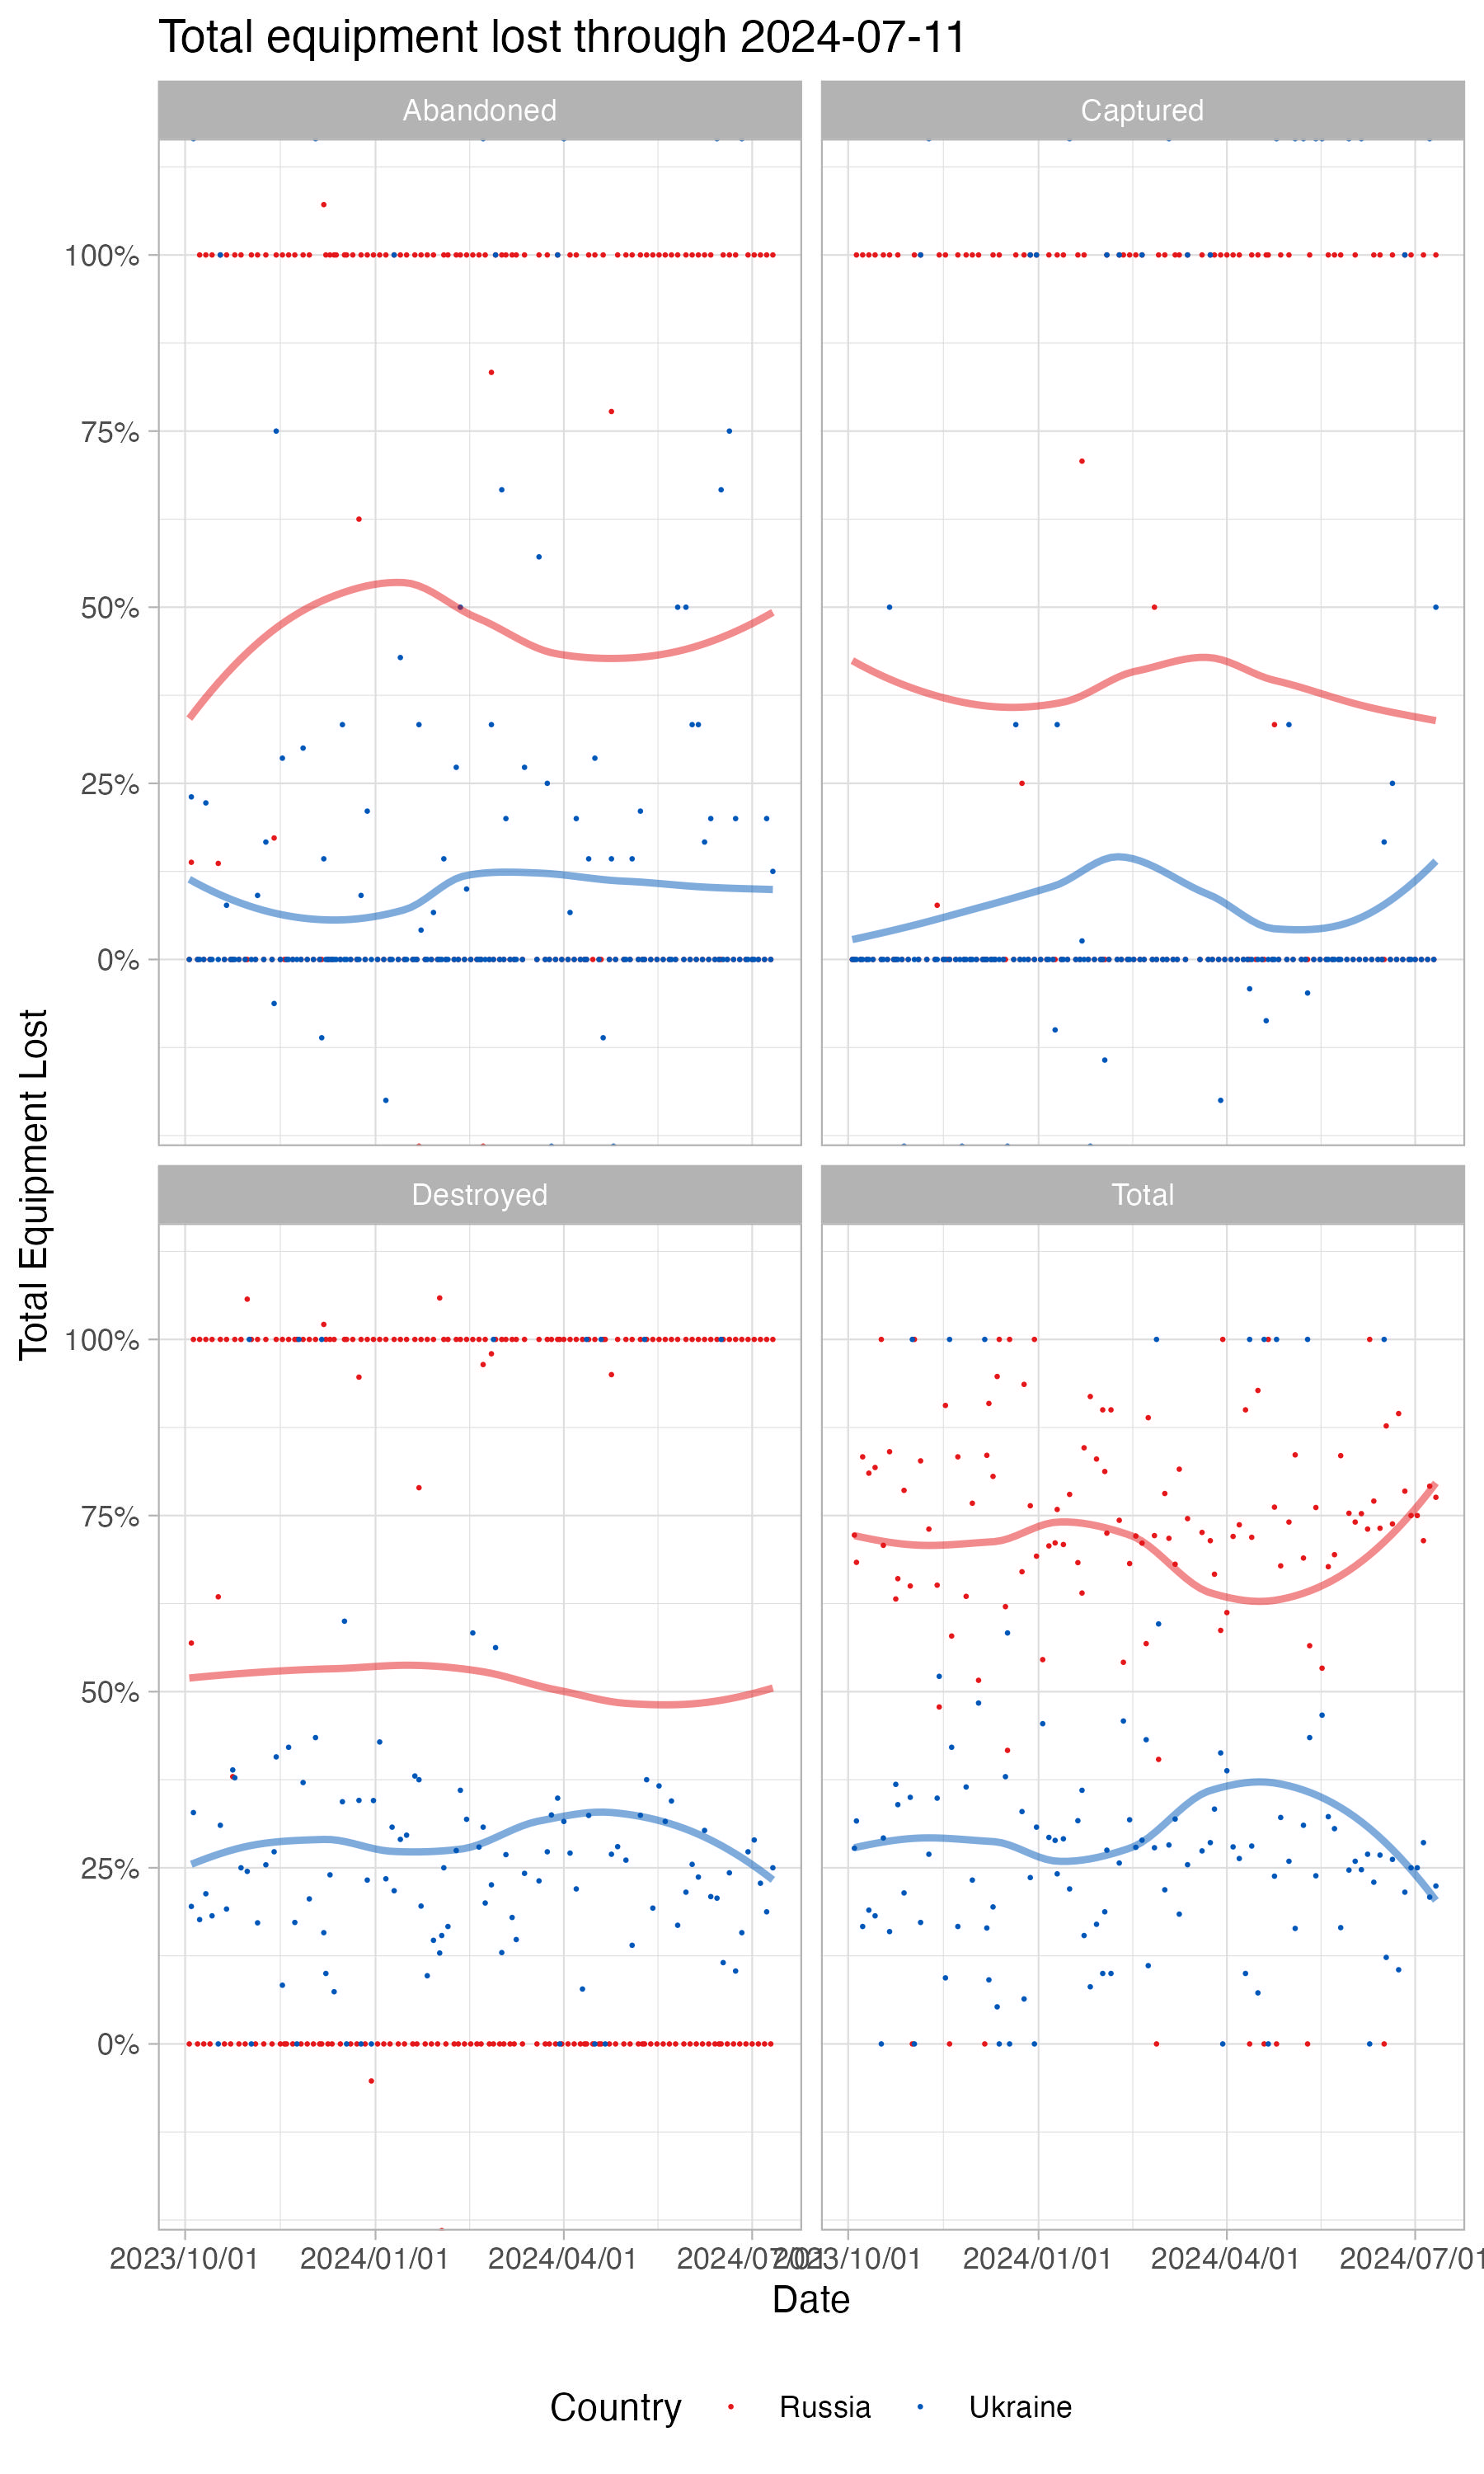 Total equipment lost through 2024-07-11
Abandoned
Captured
100%
75%
50%
25%
0%
Total Equipment Lost
Destroyed
Total
100%
75%
50%
25%
0%
2023/10/01 2024/01/01 2024/04/01 2024/07/01 2023/10/01 2024/01/01 2024/04/01 2024/07/01
Date
Country Russia Ukraine